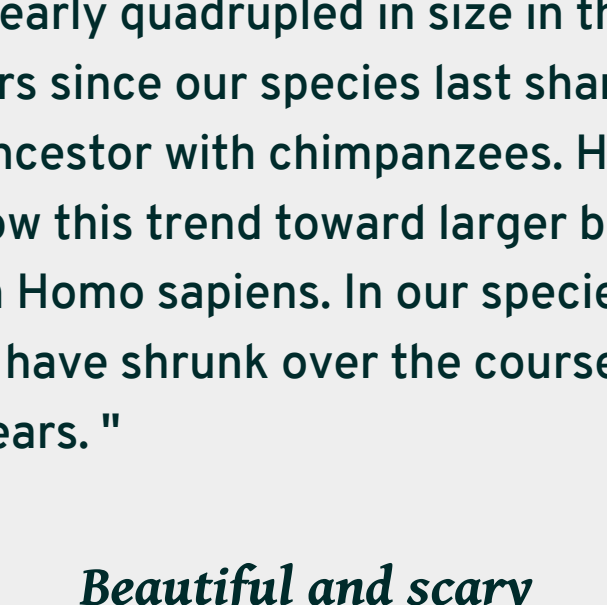 early quadrupled in size in th
rs since our species last shar
ncestor with chimpanzees. H
ow this trend toward larger b
Homo sapiens. In our specie
have shrunk over the course
ears. "
Beautiful and scary